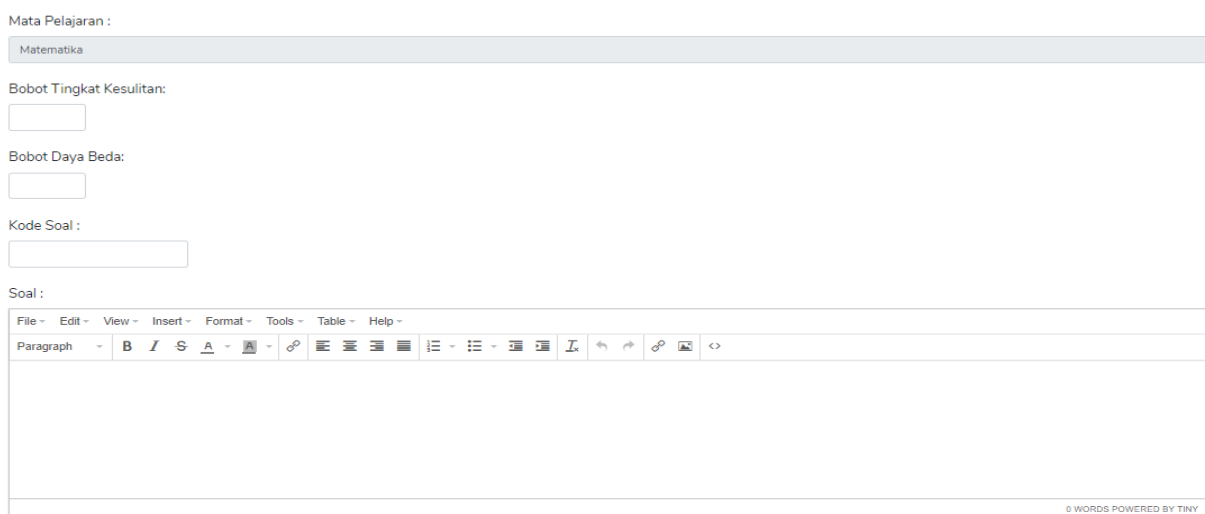 Mata Pelajaran :
Matematika
Bobot Tingkat Kesulitan:
Bobot Daya Beda:
Kode Soal :
Soal :
File Edit View Insert Format Tools Table Help
Paragraph B I S A A
0 WORDS POWERED BY TINY